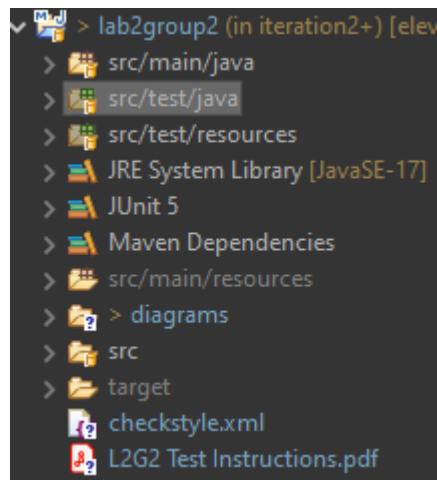 > lab2group2 (in iteration2+) [elev
src/main/java
src/test/java
src/test/resources
JRE System Library [JavaSE-17]
JUnit 5
Maven Dependencies
src/main/resources
> diagrams
src
target
checkstyle.xml
L2G2 Test Instructions.pdf